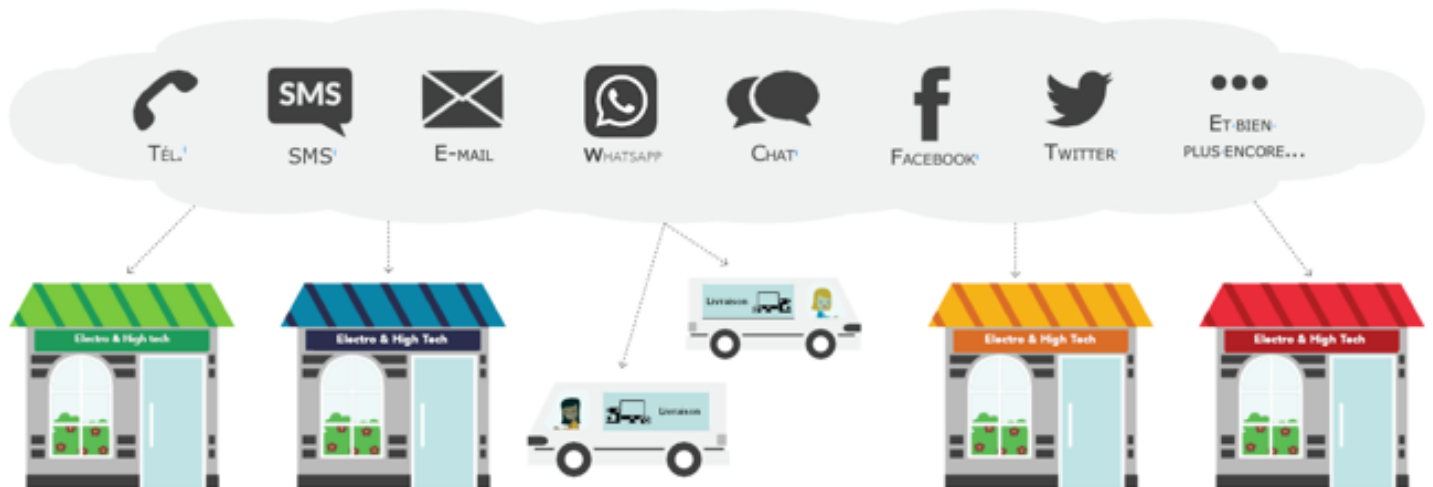 SMS
TÉL.
SMS
E-MAIL
WHATSAPP
CHAT
FACEBOOK
TWITTER
ET BIEN
PLUS ENCORE...
Electro & High tech
Electro & High Tech
Livraison
Livraison
Electro & High Tech
Electro & High Tech